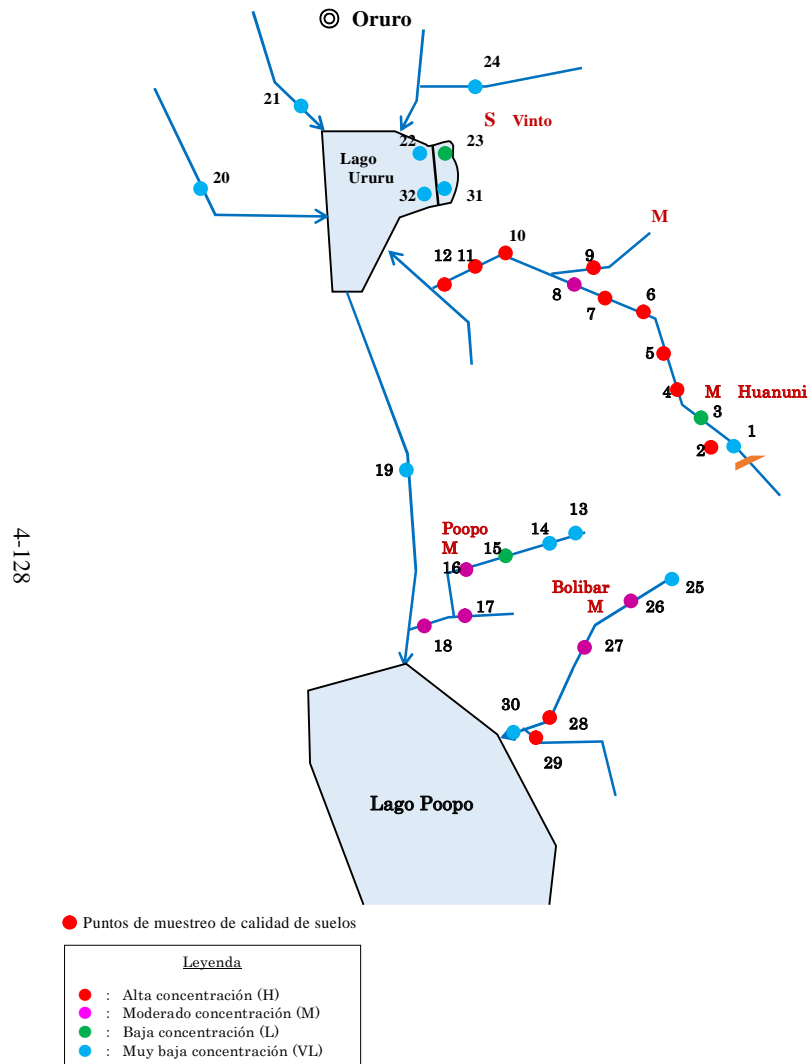 Oruro
24
21
S Vinto
22
23
Lago
Ururu
20
32
31
M
10
12
11
9
8
7
6
5
4
M Huanuni
3
1
2
19
13
Poopo
M
14
15
16
Bolibar
M
25
26
17
18
27
30
28
29
Lago Poopo
4-128
Puntos de muestreo de calidad de suelos
Leyenda
: Alta concentración (H)
: Moderado concentración (M)
: Baja concentración (L)
: Muy baja concentración (VL)